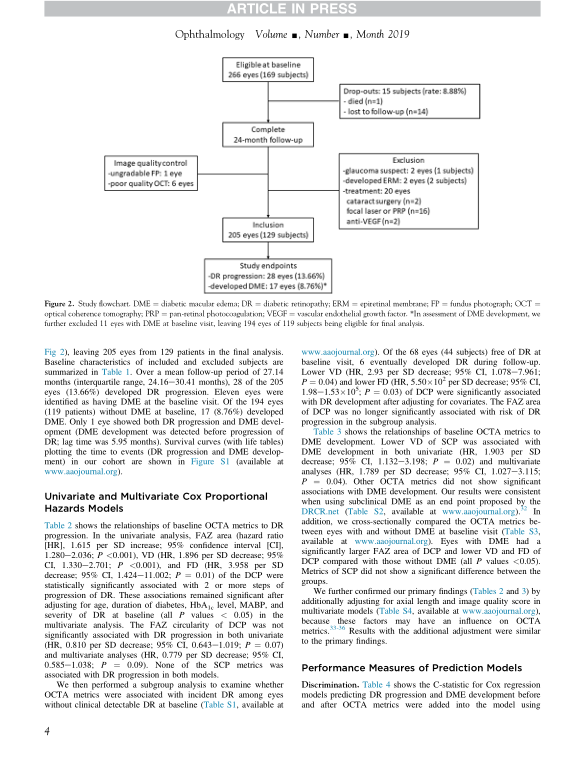 ARTICLE IN PRESS
Ophthalmology Volume ■, Number ■, Month 2019
Eligible at baseline
266 eyes (169 subjects)
Drop-outs: 15 subjects (rate: 8.88%)
- died (n=1)
- lost to follow-up (n=14)
Complete
24-month follow-up
Image quality control
-ungradable FP: 1 eye
-poor quality OCT: 6 eyes
Exclusion
-glaucoma suspect: 2 eyes (1 subjects)
-developed ERM: 2 eyes (2 subjects)
-treatment: 20 eyes
cataract surgery (n=2)
focal laser or PRP (n=16)
anti-VEGF (n=2)
Inclusion
205 eyes (129 subjects)
Study endpoints
-DR progression: 28 eyes (13.66%)
-developed DME: 17 eyes (8.76%)*
Figure 2. Study flowchart. DME = diabetic macular edema; DR = diabetic retinopathy; ERM = epiretinal membrane; FP = fundus photograph; OCT =
optical coherence tomography; PRP = pan-retinal photocoagulation; VEGF = vascular endothelial growth factor. *In assessment of DME development, we
further excluded 11 eyes with DME at baseline visit, leaving 194 eyes of 119 subjects being eligible for final analysis.
Fig 2), leaving 205 eyes from 129 patients in the final analysis.
Baseline characteristics of included and excluded subjects are
summarized in Table 1. Over a mean follow-up period of 27.14
months (interquartile range, 24.16–30.41 months), 28 of the 205
eyes (13.66%) developed DR progression. Eleven eyes were
identified as having DME at the baseline visit. Of the 194 eyes
(119 patients) without DME at baseline, 17 (8.76%) developed
DME. Only 1 eye showed both DR progression and DME devel-
opment (DME development was detected before progression of
DR; lag time was 5.95 months). Survival curves (with life tables)
plotting the time to events (DR progression and DME develop-
ment) in our cohort are shown in Figure S1 (available at
www.aaojournal.org).
Univariate and Multivariate Cox Proportional
Hazards Models
Table 2 shows the relationships of baseline OCTA metrics to DR
progression. In the univariate analysis, FAZ area (hazard ratio
[HR], 1.615 per SD increase; 95% confidence interval [CI],
1.280–2.036; P <0.001), VD (HR, 1.896 per SD decrease; 95%
CI, 1.330–2.701; P <0.001), and FD (HR, 3.958 per SD
decrease; 95% CI, 1.424–11.002; P = 0.01) of the DCP were
statistically significantly associated with 2 or more steps of
progression of DR. These associations remained significant after
adjusting for age, duration of diabetes, HbA1c level, MABP, and
severity of DR at baseline (all P values < 0.05) in the
multivariate analysis. The FAZ circularity of DCP was not
significantly associated with DR progression in both univariate
(HR, 0.810 per SD decrease; 95% CI, 0.643–1.019; P = 0.07)
and multivariate analyses (HR, 0.779 per SD decrease; 95% CI,
0.585–1.038; P = 0.09). None of the SCP metrics was
associated with DR progression in both models.
We then performed a subgroup analysis to examine whether
OCTA metrics were associated with incident DR among eyes
without clinical detectable DR at baseline (Table S1, available at
www.aaojournal.org). Of the 68 eyes (44 subjects) free of DR at
baseline visit, 6 eventually developed DR during follow-up.
Lower VD (HR, 2.93 per SD decrease; 95% CI, 1.078–7.961;
P = 0.04) and lower FD (HR, 5.50×10² per SD decrease; 95% CI,
1.98–1.53×10⁵; P = 0.03) of DCP were significantly associated
with DR development after adjusting for covariates. The FAZ area
of DCP was no longer significantly associated with risk of DR
progression in the subgroup analysis.
Table 3 shows the relationships of baseline OCTA metrics to
DME development. Lower VD of SCP was associated with
DME development in both univariate (HR, 1.903 per SD
decrease; 95% CI, 1.132–3.198; P = 0.02) and multivariate
analyses (HR, 1.789 per SD decrease; 95% CI, 1.027–3.115;
P = 0.04). Other OCTA metrics did not show significant
associations with DME development. Our results were consistent
when using subclinical DME as an end point proposed by the
DRCR.net (Table S2, available at www.aaojournal.org).³² In
addition, we cross-sectionally compared the OCTA metrics be-
tween eyes with and without DME at baseline visit (Table S3,
available at www.aaojournal.org). Eyes with DME had a
significantly larger FAZ area of DCP and lower VD and FD of
DCP compared with those without DME (all P values <0.05).
Metrics of SCP did not show a significant difference between the
groups.
We further confirmed our primary findings (Tables 2 and 3) by
additionally adjusting for axial length and image quality score in
multivariate models (Table S4, available at www.aaojournal.org),
because these factors may have an influence on OCTA
metrics.³³⁻³⁶ Results with the additional adjustment were similar
to the primary findings.
Performance Measures of Prediction Models
Discrimination. Table 4 shows the C-statistic for Cox regression
models predicting DR progression and DME development before
and after OCTA metrics were added into the model using
4